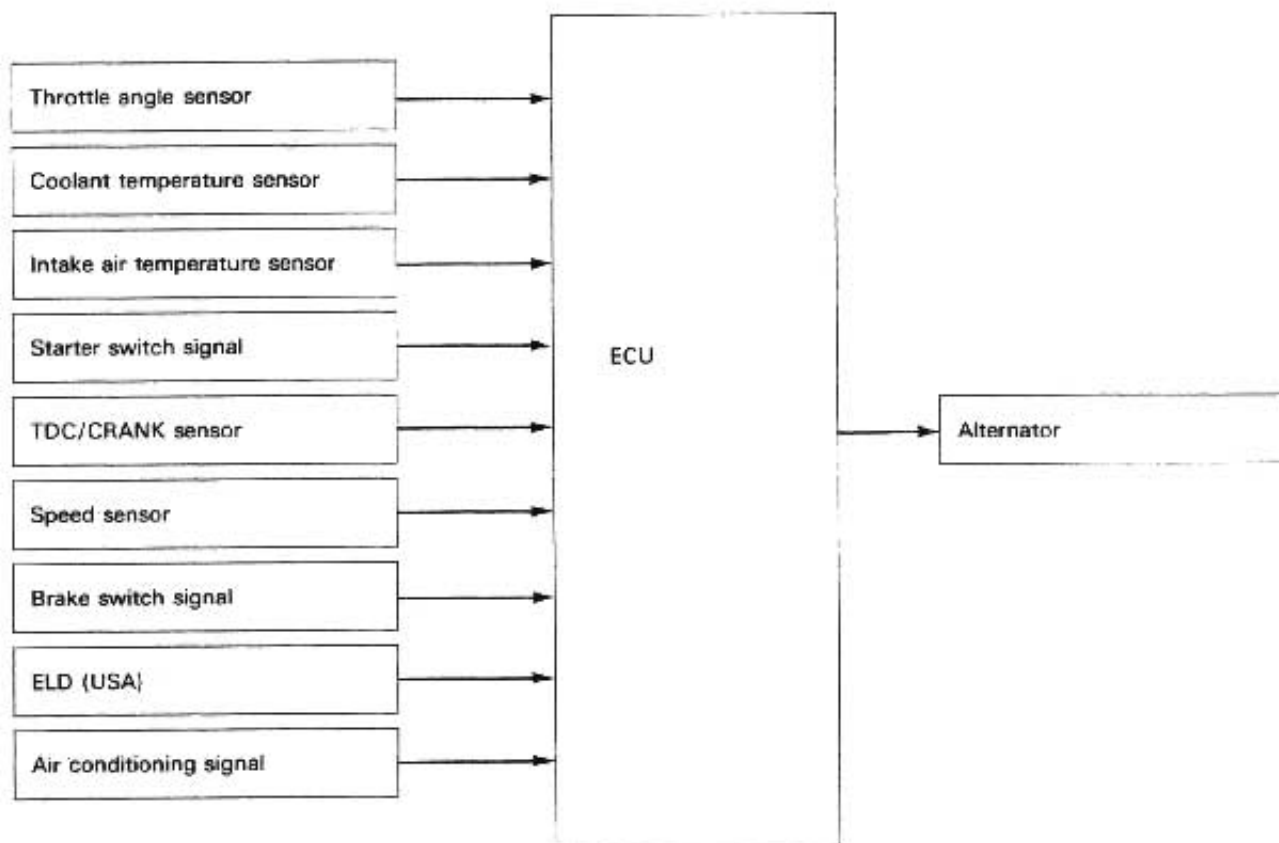 Throttle angle sensor
Coolant temperature sensor
Intake air temperature sensor
Starter switch signal
TDC/CRANK sensor
Speed sensor
Brake switch signal
ELD (USA)
Air conditioning signal
ECU
Alternator